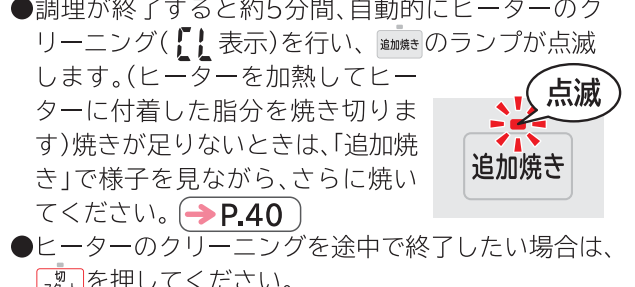 ●調理が終了すると約5分間、自動的にヒーターのク
リーニング(CL表示)を行い、追加焼きのランプが点滅
します。(ヒーターを加熱してヒー
ターに付着した脂分を焼き切りま
す)焼きが足りないときは、「追加焼
き」で様子を見ながら、さらに焼い
てください。→P.40
点滅
追加焼き
●ヒーターのクリーニングを途中で終了したい場合は、
切を押してください。